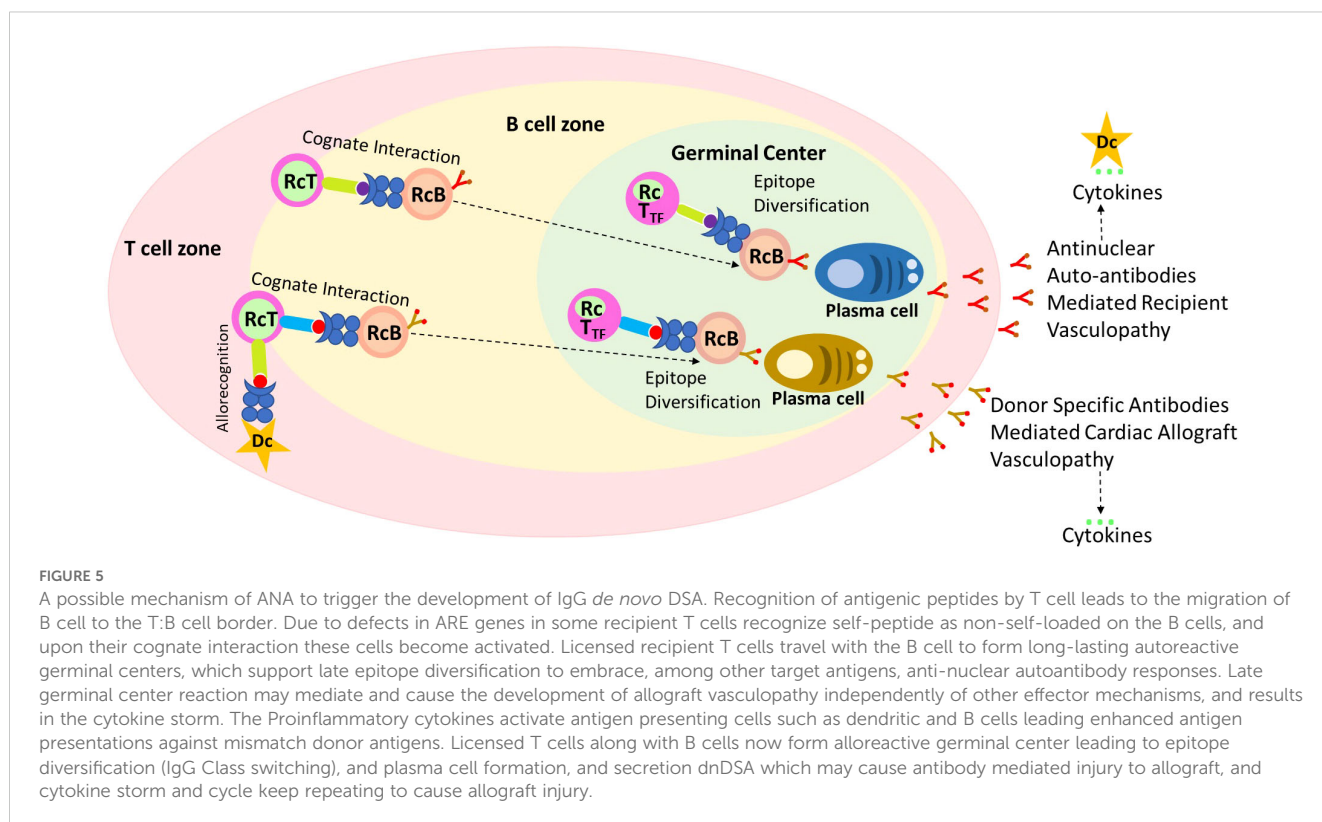 T cell zone
B cell zone
Cognate Interaction
RcT
RcB
Cognate Interaction
RcT
RcB
Allorecognition
Dc
Germinal Center
Epitope
Diversification
Rc
T_TF
RcB
Plasma cell
Rc
T_TF
RcB
Epitope
Diversification
Plasma cell
Dc
Cytokines
Antinuclear
Auto-antibodies
Mediated Recipient
Vasculopathy
Donor Specific Antibodies
Mediated Cardiac Allograft
Vasculopathy
Cytokines
FIGURE 5
A possible mechanism of ANA to trigger the development of IgG de novo DSA. Recognition of antigenic peptides by T cell leads to the migration of
B cell to the T:B cell border. Due to defects in ARE genes in some recipient T cells recognize self-peptide as non-self-loaded on the B cells, and
upon their cognate interaction these cells become activated. Licensed recipient T cells travel with the B cell to form long-lasting autoreactive
germinal centers, which support late epitope diversification to embrace, among other target antigens, anti-nuclear autoantibody responses. Late
germinal center reaction may mediate and cause the development of allograft vasculopathy independently of other effector mechanisms, and results
in the cytokine storm. The Proinflammatory cytokines activate antigen presenting cells such as dendritic and B cells leading enhanced antigen
presentations against mismatch donor antigens. Licensed T cells along with B cells now form alloreactive germinal center leading to epitope
diversification (IgG Class switching), and plasma cell formation, and secretion dnDSA which may cause antibody mediated injury to allograft, and
cytokine storm and cycle keep repeating to cause allograft injury.